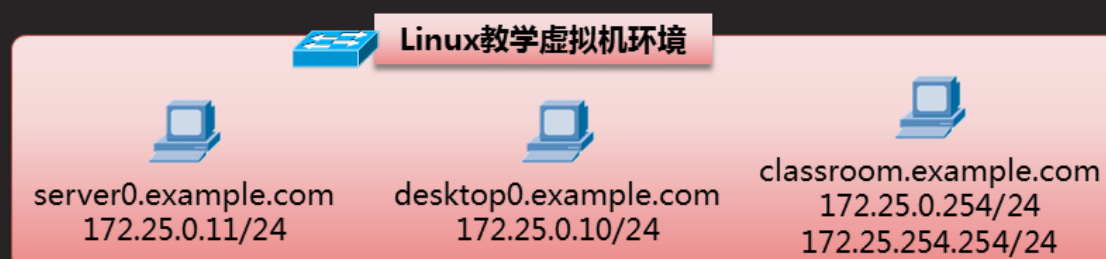 Linux教学虚拟机环境
server0.example.com
172.25.0.11/24
desktop0.example.com
172.25.0.10/24
classroom.example.com
172.25.0.254/24
172.25.254.254/24